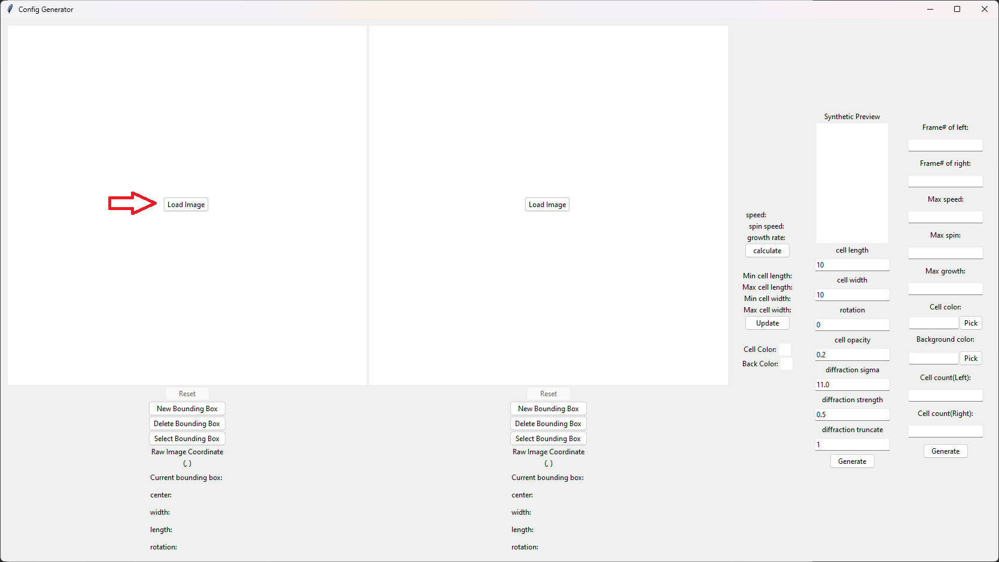 Config Generator
Load Image
Reset
New Bounding Box
Delete Bounding Box
Select Bounding Box
Raw Image Coordinate
(, )
Current bounding box:
center:
width:
length:
rotation:
Load Image
Reset
New Bounding Box
Delete Bounding Box
Select Bounding Box
Raw Image Coordinate
(, )
Current bounding box:
center:
width:
length:
rotation:
speed:
spin speed:
growth rate:
calculate
Min cell length:
Max cell length:
Min cell width:
Max cell width:
Update
Cell Color:
Back Color:
Synthetic Preview
cell length
10
cell width
10
rotation
0
cell opacity
0.2
diffraction sigma
11.0
diffraction strength
0.5
diffraction truncate
1
Generate
Frame# of left:
Frame# of right:
Max speed:
Max spin:
Max growth:
Cell color:
Pick
Background color:
Pick
Cell count(Left):
Cell count(Right):
Generate